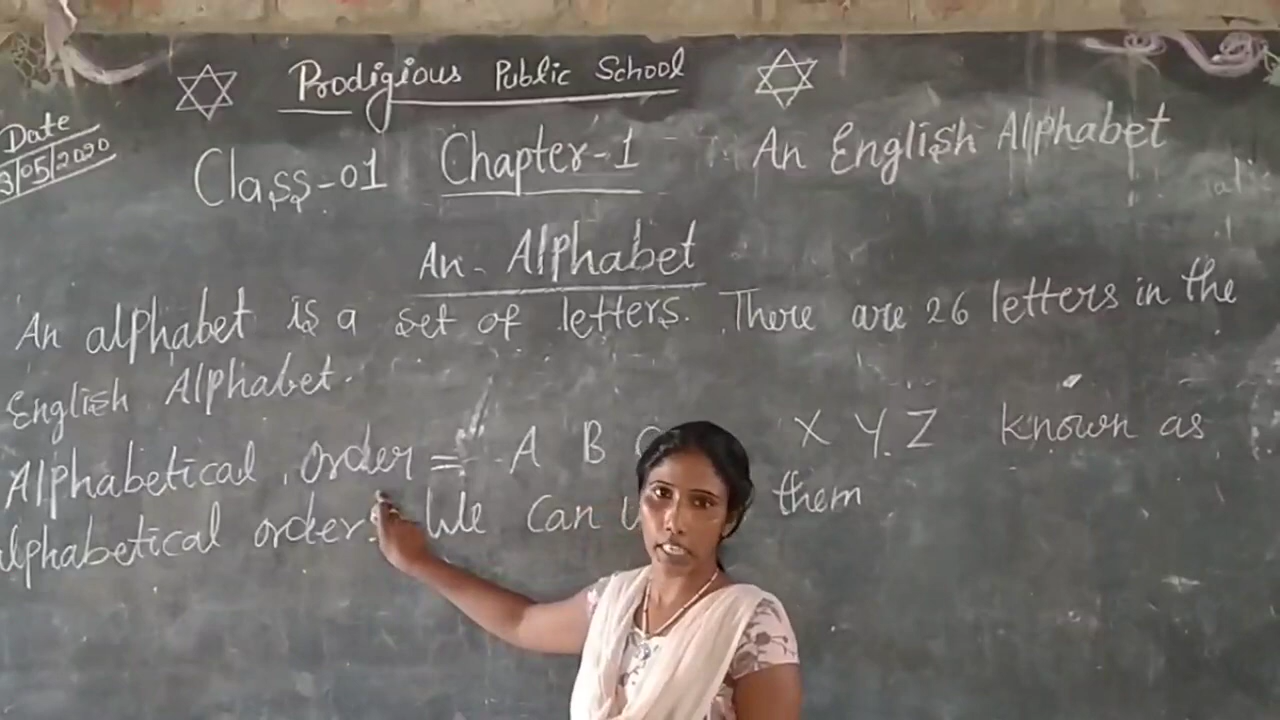 Prodigious Public School
Date
3/05/2020
Class-01 Chapter-1 An English Alphabet
An Alphabet
An alphabet is a set of letters. There are 26 letters in the
English Alphabet.
Alphabetical order = A B X Y Z known as
alphabetical order. We Can them